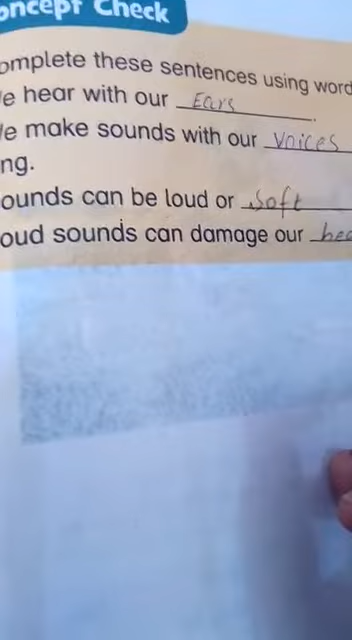 oncept Check
omplete these sentences using word
e hear with our Ears.
e make sounds with our voices
ng.
ounds can be loud or Soft
oud sounds can damage our hea